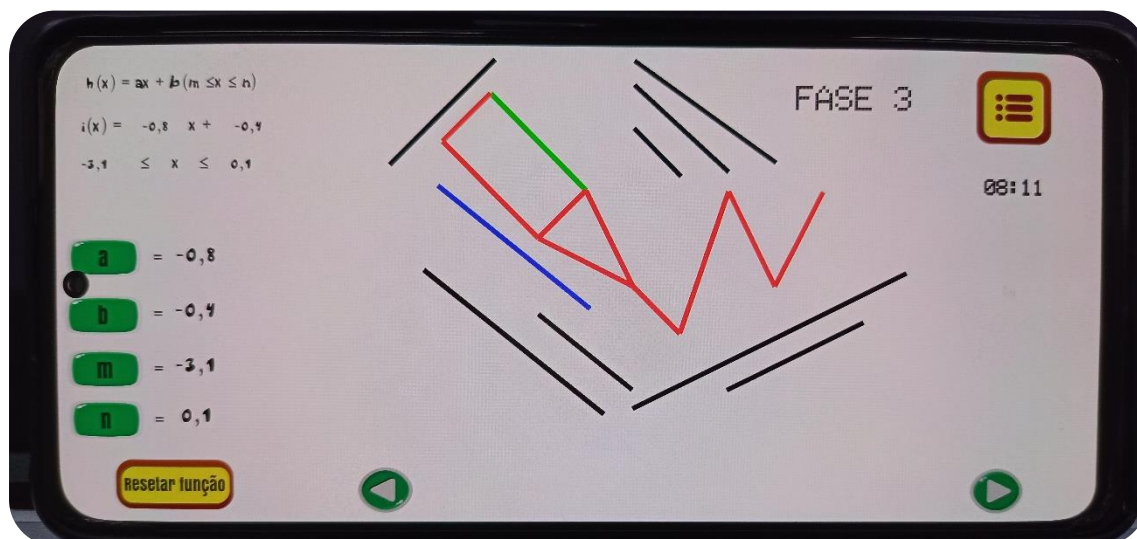 h(x) = ax + b(m ≤x ≤ n)
FASE 3
i(x) = -0,8 x + -0,4
-3,1 ≤ x ≤ 0,1
08:11
a = -0,8
b = -0,4
m = -3,1
n = 0,1
Resetar função